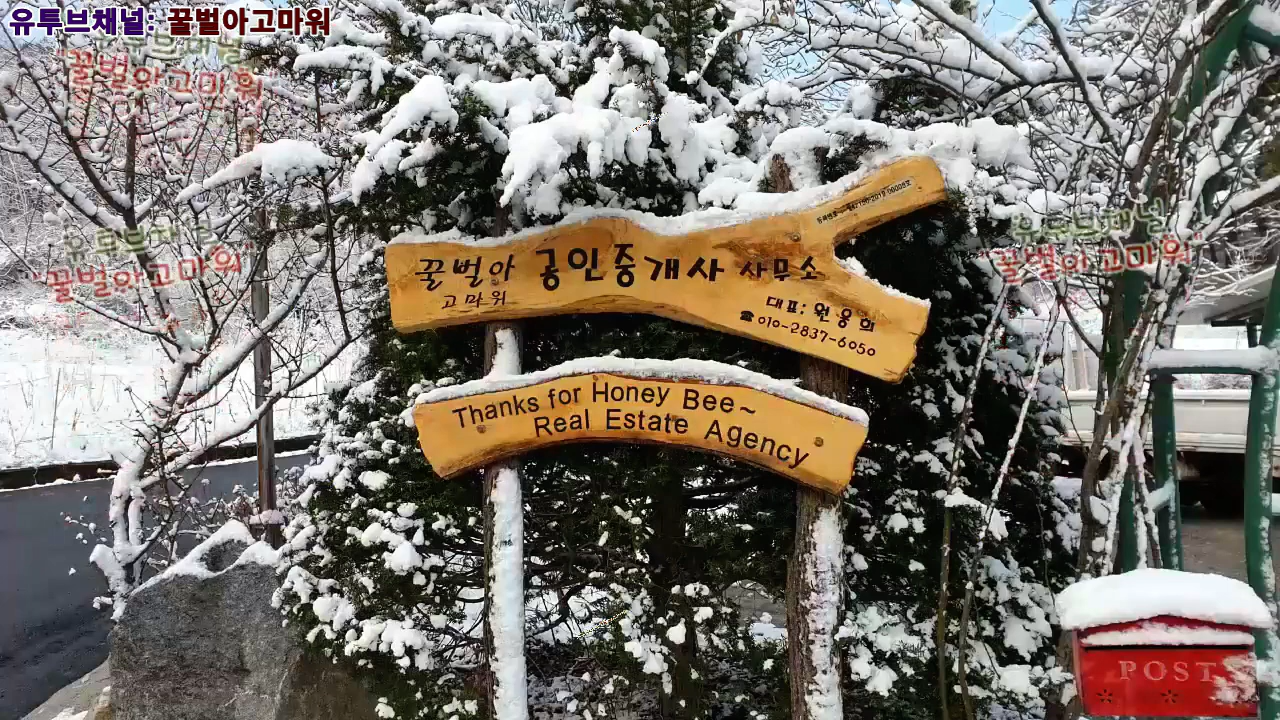 유투브채널: 꿀벌아고마워
유투브채널
"꿀벌아고마워"
유투브채널
"꿀벌아고마워"
유투브채널
"꿀벌아고마워"
꿀벌아 공인중개사 사무소
고마워
대표: 원용희
☎010-2837-6050
Thanks for Honey Bee~
Real Estate Agency
POST